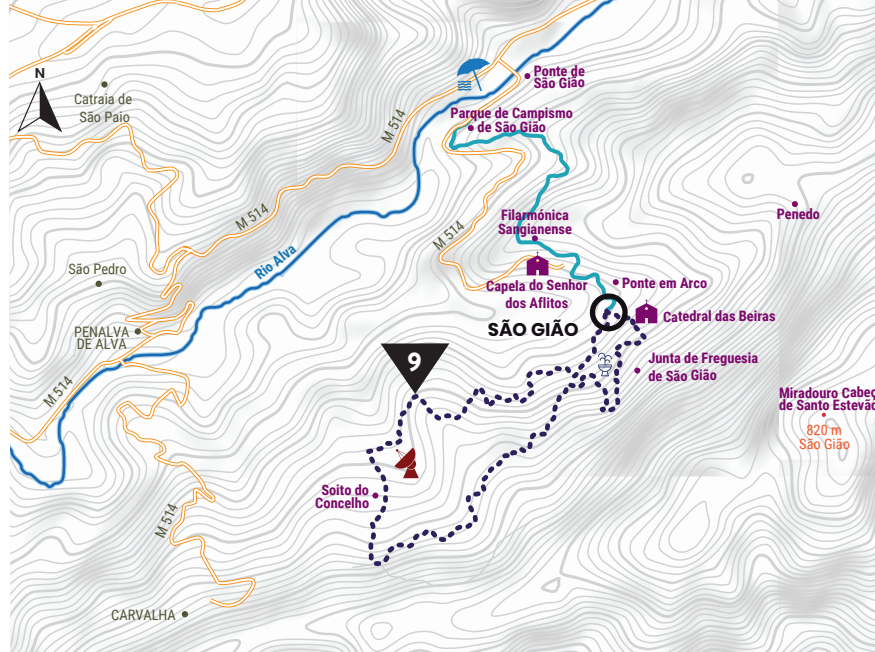 N
Catraia de
São Paio
Ponte de
São Gião
Parque de Campismo
de São Gião
M 514
M 514
M 514
Rio Alva
Filarmónica
Sangianense
Penedo
São Pedro
Capela do Senhor
dos Aflitos
Ponte em Arco
SÃO GIÃO
Catedral das Beiras
PENALVA
DE ALVA
9
Junta de Freguesia
de São Gião
M 514
Miradouro Cabeç
de Santo Estevão
820 m
São Gião
Soito do
Concelho
M 514
CARVALHA